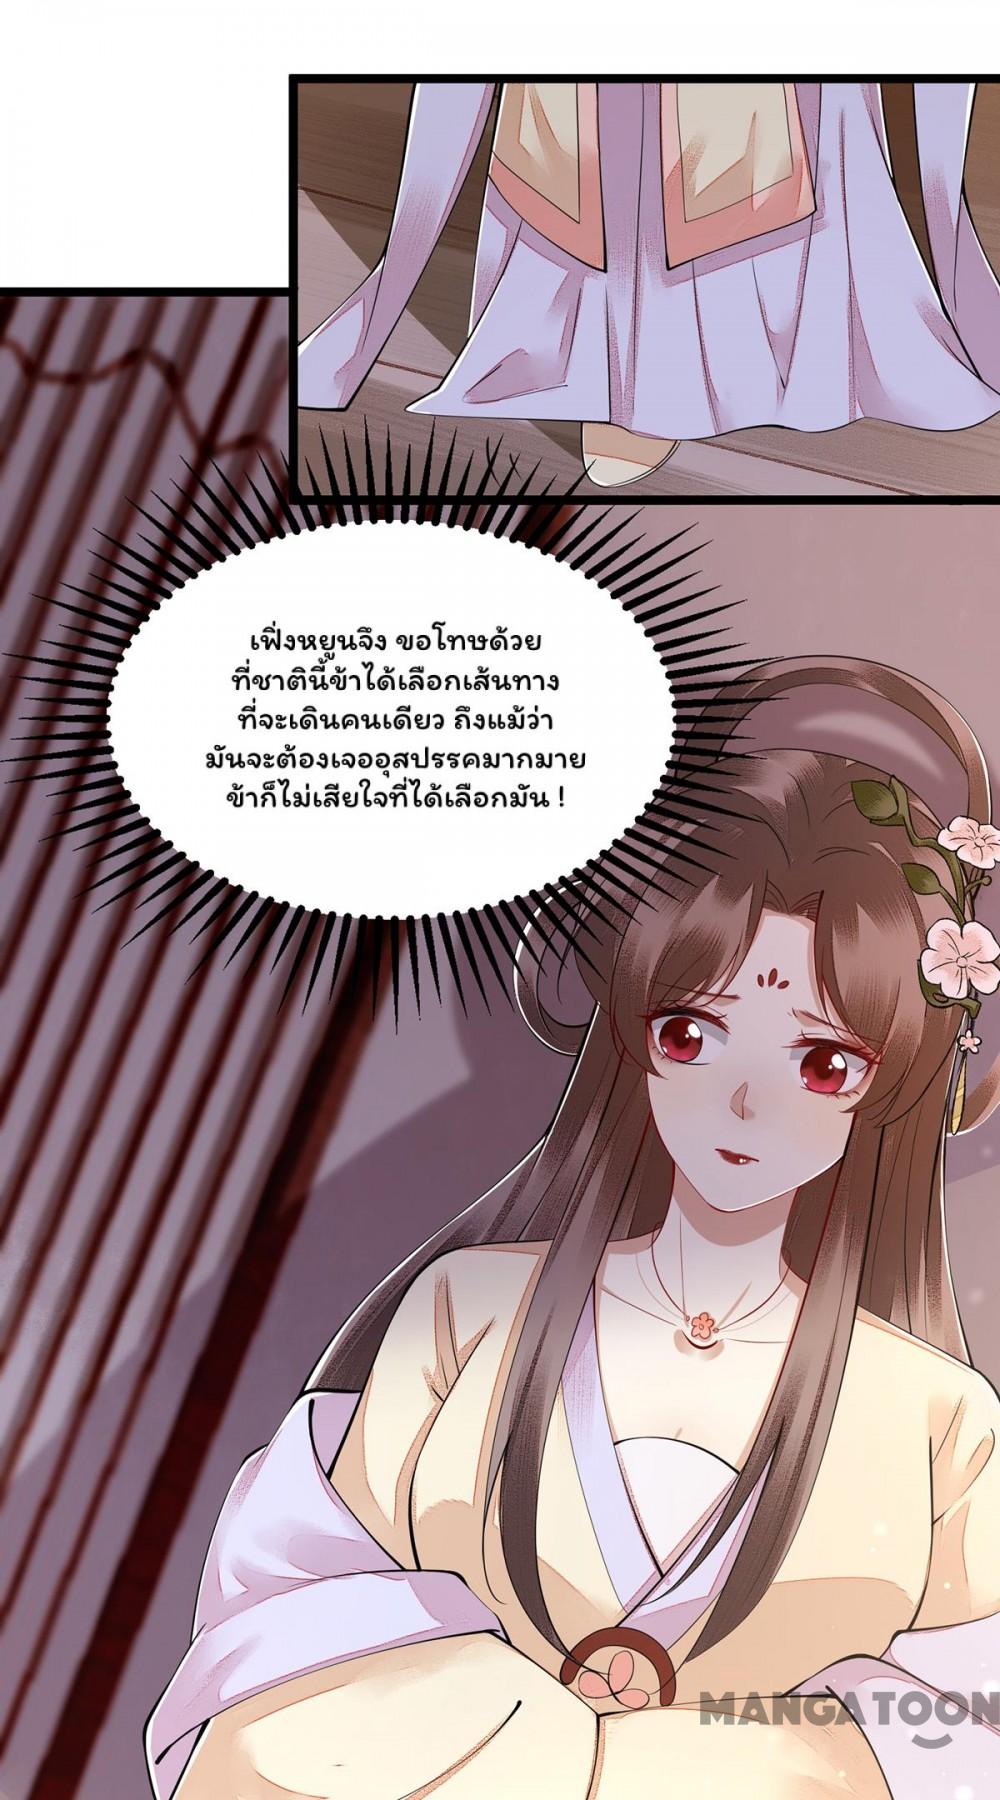 เฟิ่งหยูนจึง ขอโทษด้วย
ที่ชาตินี้ข้าได้เลือกเส้นทาง
ที่จะเดินคนเดียว ถึงแม้ว่า
มันจะต้องเจออุสปรรคมากมาย
ข้าก็ไม่เสียใจที่ได้เลือกมัน !
MANGATOON